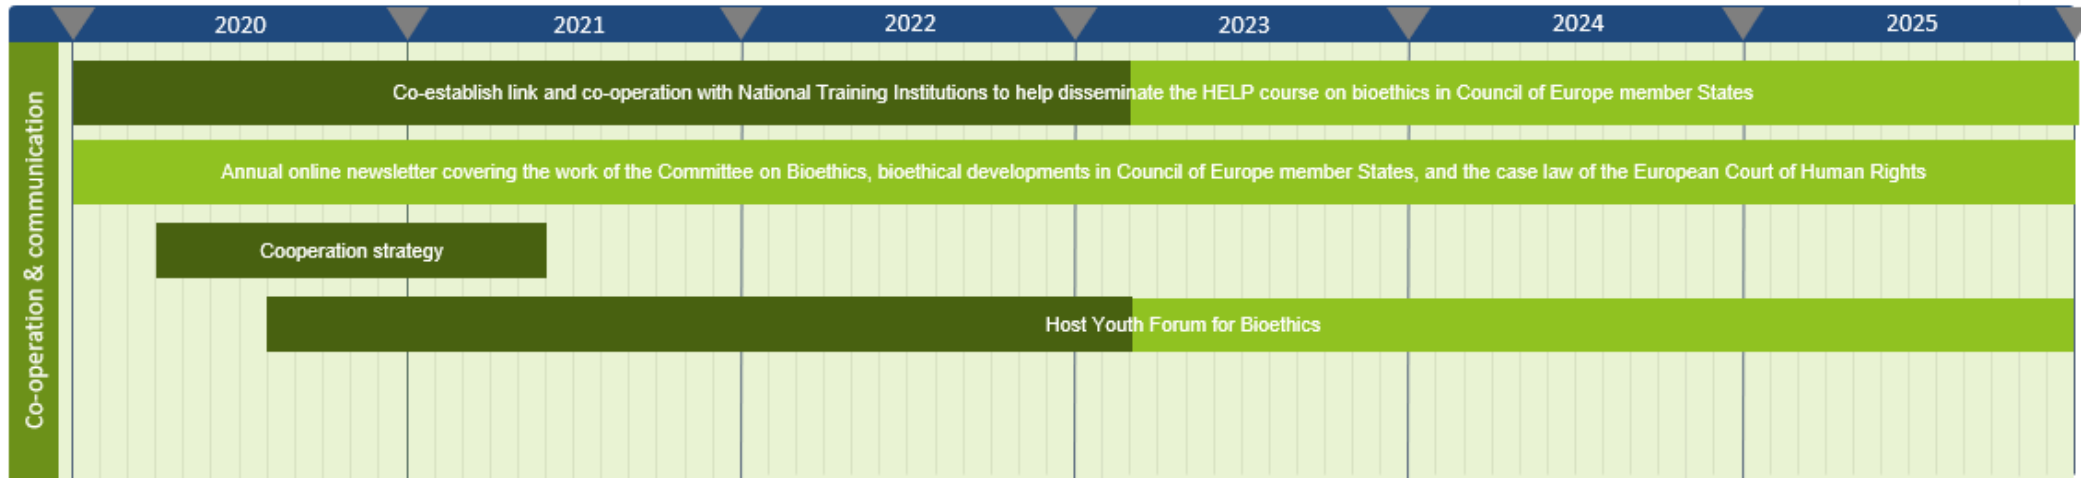 2020 2021 2022 2023 2024 2025
Co-operation & communication
Co-establish link and co-operation with National Training Institutions to help disseminate the HELP course on bioethics in Council of Europe member States
Annual online newsletter covering the work of the Committee on Bioethics, bioethical developments in Council of Europe member States, and the case law of the European Court of Human Rights
Cooperation strategy
Host Youth Forum for Bioethics